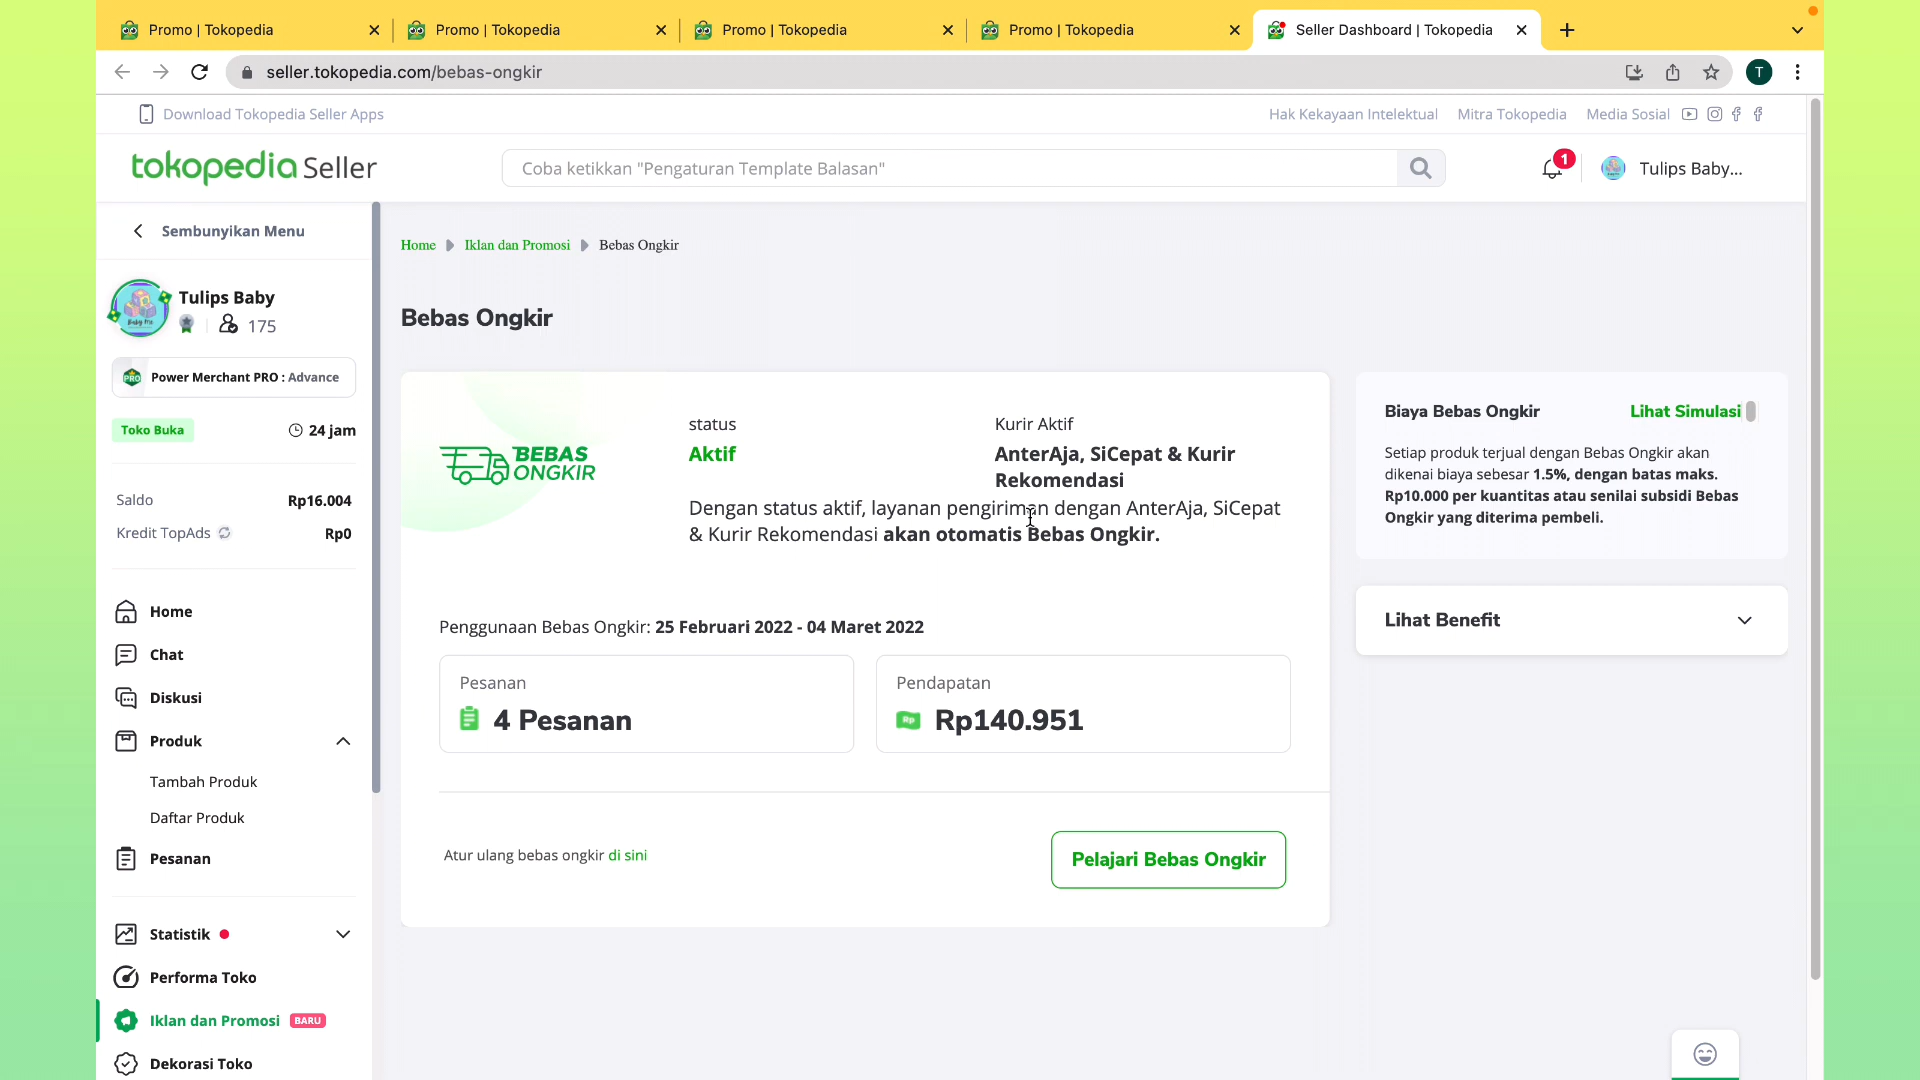 Promo | Tokopedia
Promo | Tokopedia
Promo | Tokopedia
Promo | Tokopedia
Seller Dashboard | Tokopedia
seller.tokopedia.com/bebas-ongkir
T
Download Tokopedia Seller Apps
Hak Kekayaan Intelektual
Mitra Tokopedia
Media Sosial
tokopedia Seller
Coba ketikkan "Pengaturan Template Balasan"
1
Tulips Baby...
Sembunyikan Menu
Tulips Baby
175
PRO
Power Merchant PRO : Advance
Toko Buka
24 jam
Saldo
Rp16.004
Kredit TopAds
Rp0
Home
Chat
Diskusi
Produk
Tambah Produk
Daftar Produk
Pesanan
Statistik
Performa Toko
Iklan dan Promosi BARU
Dekorasi Toko
Home
Iklan dan Promosi
Bebas Ongkir
Bebas Ongkir
BEBAS
ONGKIR
status
Aktif
Kurir Aktif
AnterAja, SiCepat & Kurir
Rekomendasi
Dengan status aktif, layanan pengiriman dengan AnterAja, SiCepat
& Kurir Rekomendasi akan otomatis Bebas Ongkir.
Penggunaan Bebas Ongkir: 25 Februari 2022 - 04 Maret 2022
Pesanan
4 Pesanan
Pendapatan
Rp
Rp140.951
Atur ulang bebas ongkir di sini
Pelajari Bebas Ongkir
Biaya Bebas Ongkir
Lihat Simulasi
Setiap produk terjual dengan Bebas Ongkir akan
dikenai biaya sebesar 1.5%, dengan batas maks.
Rp10.000 per kuantitas atau senilai subsidi Bebas
Ongkir yang diterima pembeli.
Lihat Benefit